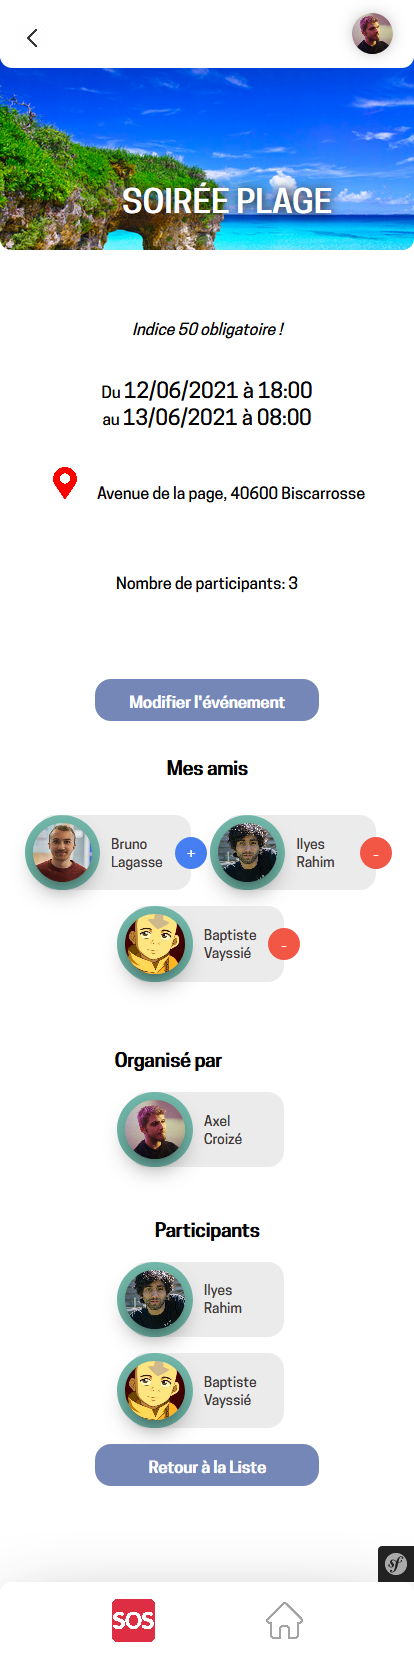 SOIRÉE PLAGE
Indice 50 obligatoire !
Du 12/06/2021 à 18:00
au 13/06/2021 à 08:00
Avenue de la page, 40600 Biscarrosse
Nombre de participants: 3
Modifier l'événement
Mes amis
Bruno
Lagasse
+
Ilyes
Rahim
-
Baptiste
Vayssié
-
Organisé par
Axel
Croizé
Participants
Ilyes
Rahim
Baptiste
Vayssié
Retour à la Liste
sf
SOS